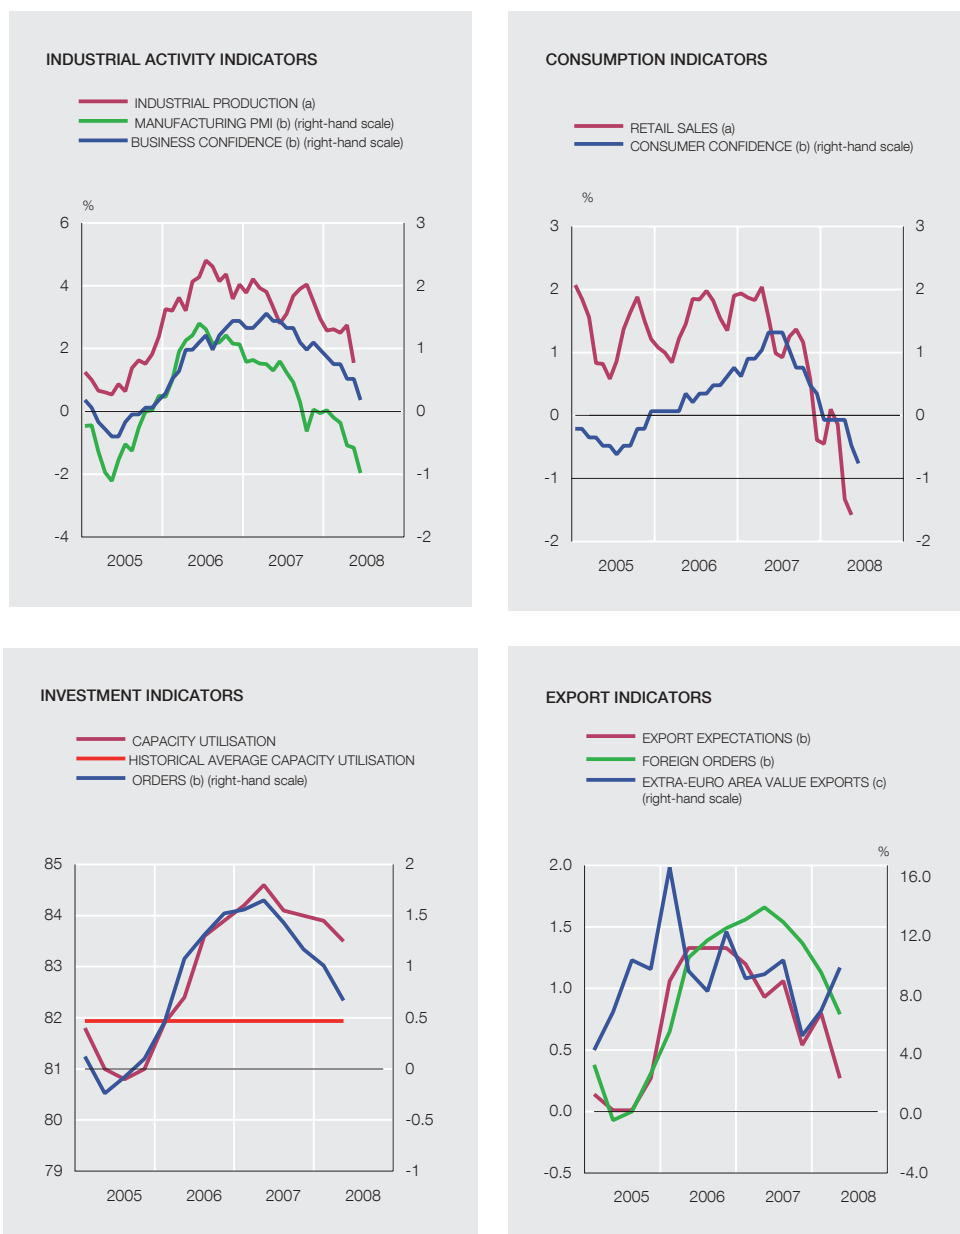 INDUSTRIAL ACTIVITY INDICATORS
INDUSTRIAL PRODUCTION (a)
MANUFACTURING PMI (b) (right-hand scale)
BUSINESS CONFIDENCE (b) (right-hand scale)
%
6 3
4 2
2 1
0 0
-2 -1
-4 -2
2005 2006 2007 2008
CONSUMPTION INDICATORS
RETAIL SALES (a)
CONSUMER CONFIDENCE (b) (right-hand scale)
%
3 3
2 2
1 1
0 0
-1 -1
-2 -2
2005 2006 2007 2008
INVESTMENT INDICATORS
CAPACITY UTILISATION
HISTORICAL AVERAGE CAPACITY UTILISATION
ORDERS (b) (right-hand scale)
85 2
84 1.5
83 1
82 0.5
81 0
80 -0.5
79 -1
2005 2006 2007 2008
EXPORT INDICATORS
EXPORT EXPECTATIONS (b)
FOREIGN ORDERS (b)
EXTRA-EURO AREA VALUE EXPORTS (c)
(right-hand scale)
%
2.0 16.0
1.5 12.0
1.0 8.0
0.5 4.0
0.0 0.0
-0.5 -4.0
2005 2006 2007 2008